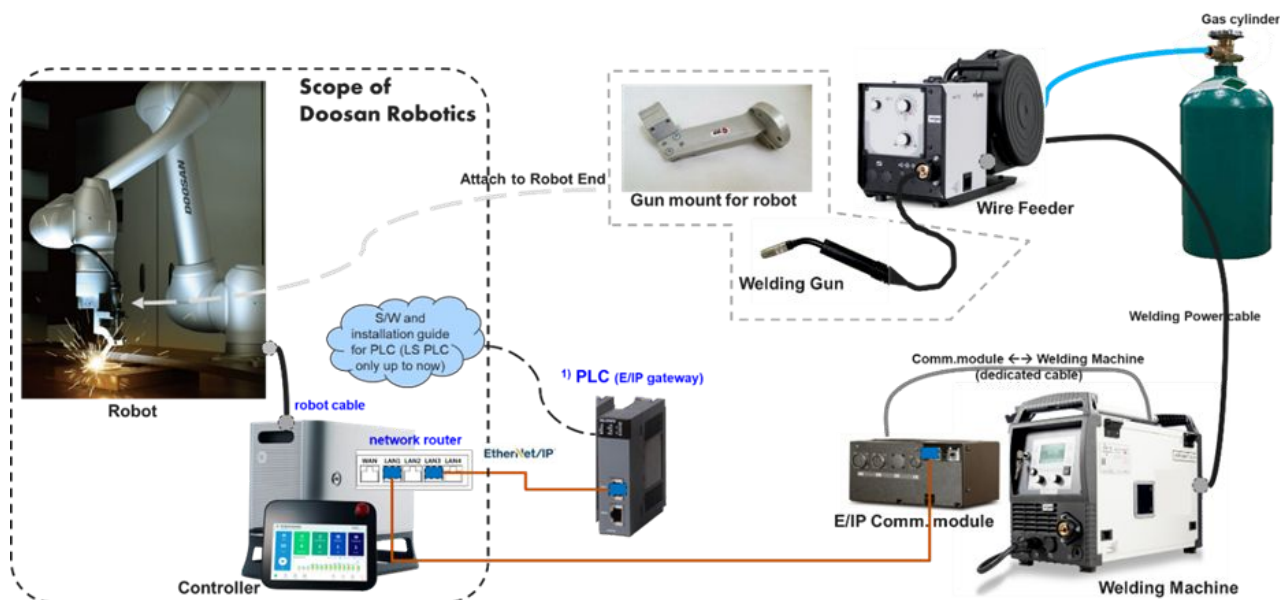 Gas cylinder
Scope of
Doosan Robotics
DOOSAN
Attach to Robot End
Gun mount for robot
Wire Feeder
Welding Gun
S/W and
installation guide
for PLC (LS PLC
only up to now)
Welding Power cable
Comm.module ←→ Welding Machine
(dedicated cable)
1) PLC (E/IP gateway)
Robot
robot cable
network router
WAN LAN1 LAN2 LAN3 LAN4
EtherNet/IP
E/IP Comm. module
Controller
Welding Machine